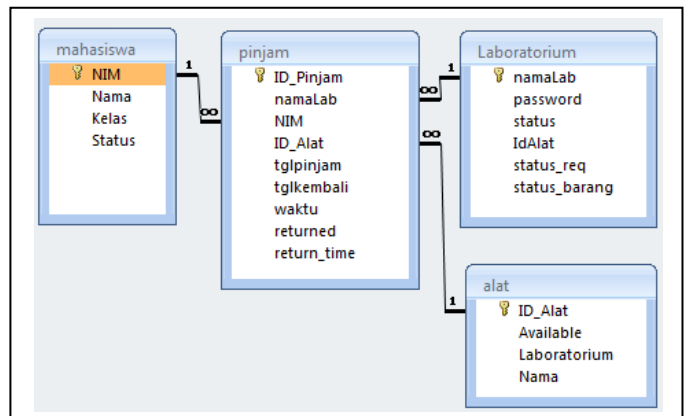 mahasiswa
NIM
Nama
Kelas
Status
1
∞
pinjam
ID_Pinjam
namaLab
NIM
ID_Alat
tglpinjam
tglkembali
waktu
returned
return_time
∞
1
∞
Laboratorium
namaLab
password
status
IdAlat
status_req
status_barang
1
alat
ID_Alat
Available
Laboratorium
Nama